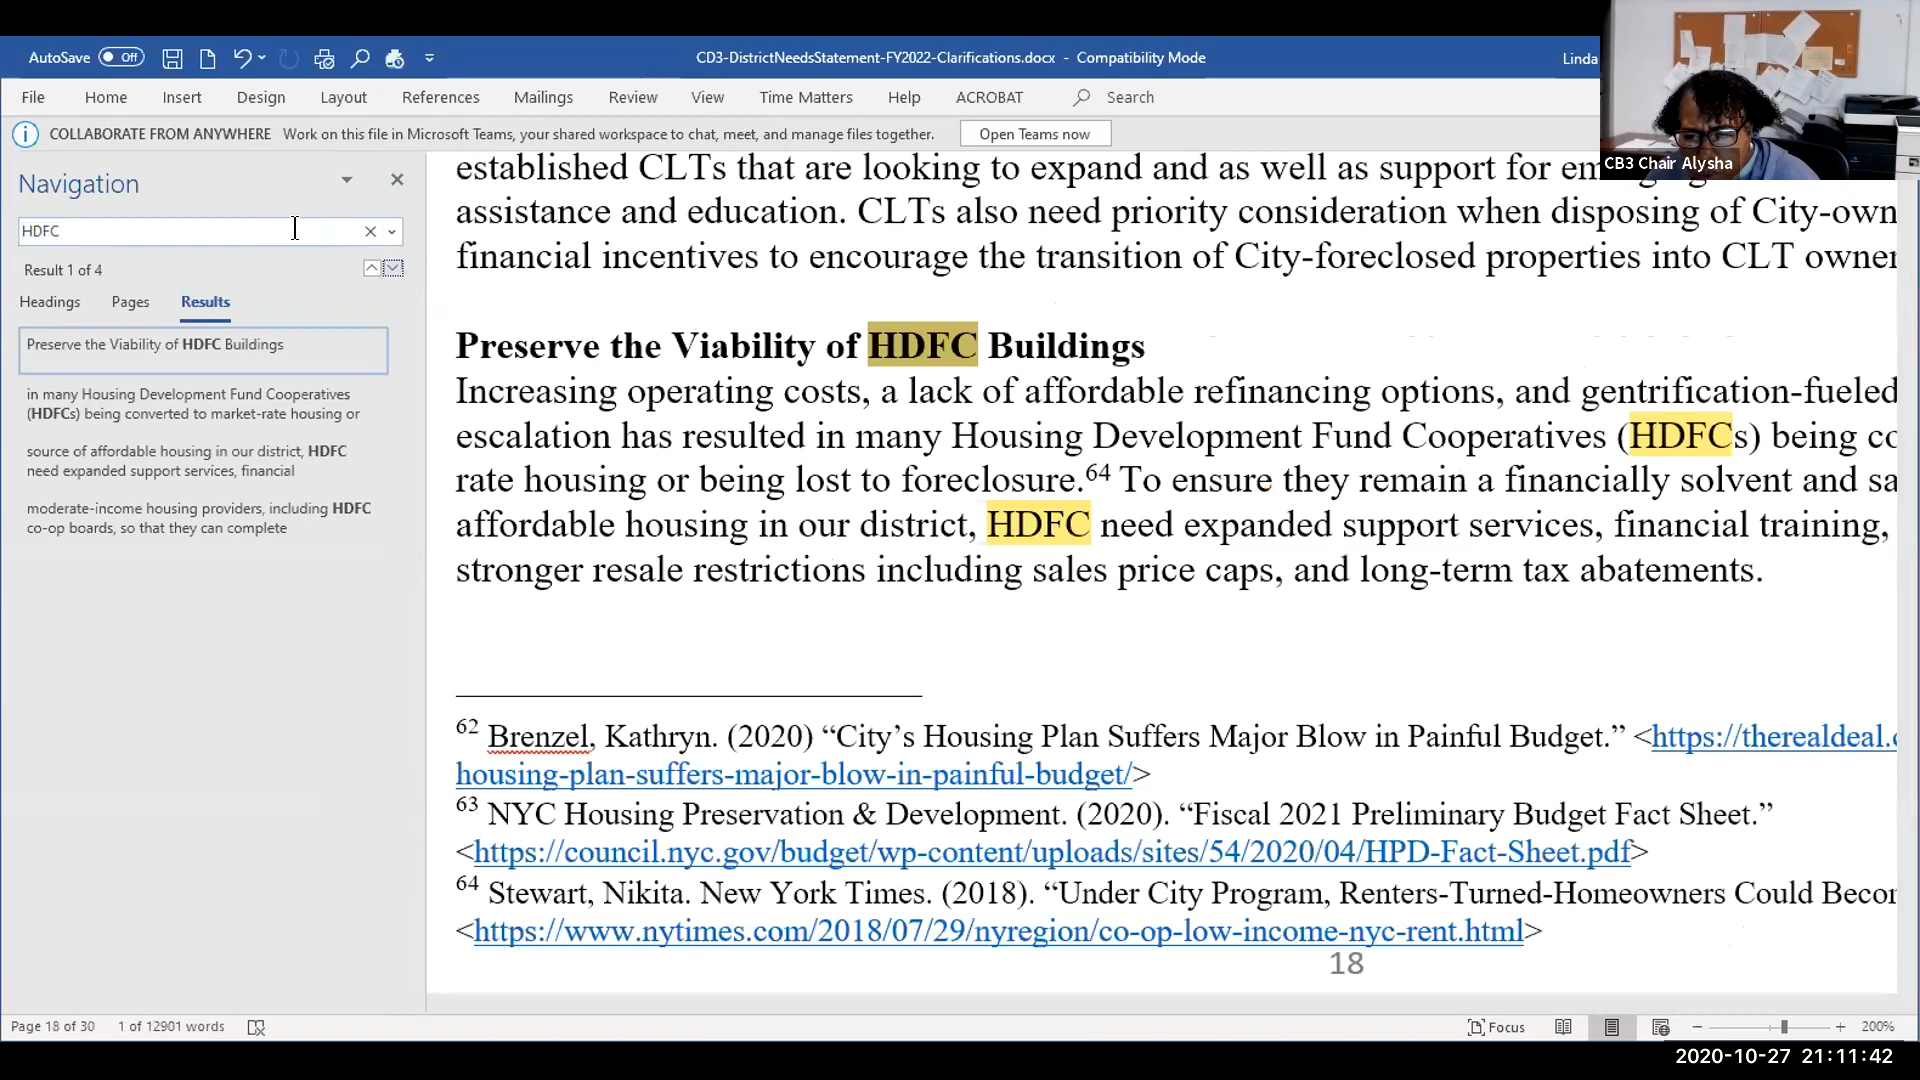 AutoSave Off
CD3-DistrictNeedsStatement-FY2022-Clarifications.docx - Compatibility Mode
Linda
File Home Insert Design Layout References Mailings Review View Time Matters Help ACROBAT Search
COLLABORATE FROM ANYWHERE Work on this file in Microsoft Teams, your shared workspace to chat, meet, and manage files together. Open Teams now
CB3 Chair Alysha
Navigation
HDFC
Result 1 of 4
Headings Pages Results
Preserve the Viability of HDFC Buildings
in many Housing Development Fund Cooperatives
(HDFCs) being converted to market-rate housing or
source of affordable housing in our district, HDFC
need expanded support services, financial
moderate-income housing providers, including HDFC
co-op boards, so that they can complete
established CLTs that are looking to expand and as well as support for
assistance and education. CLTs also need priority consideration when disposing of City-own
financial incentives to encourage the transition of City-foreclosed properties into CLT owner
Preserve the Viability of HDFC Buildings
Increasing operating costs, a lack of affordable refinancing options, and gentrification-fueled
escalation has resulted in many Housing Development Fund Cooperatives (HDFCs) being co
rate housing or being lost to foreclosure.64 To ensure they remain a financially solvent and sa
affordable housing in our district, HDFC need expanded support services, financial training,
stronger resale restrictions including sales price caps, and long-term tax abatements.
62 Brenzel, Kathryn. (2020) “City’s Housing Plan Suffers Major Blow in Painful Budget.” <https://therealdeal.c
housing-plan-suffers-major-blow-in-painful-budget/>
63 NYC Housing Preservation & Development. (2020). “Fiscal 2021 Preliminary Budget Fact Sheet.”
<https://council.nyc.gov/budget/wp-content/uploads/sites/54/2020/04/HPD-Fact-Sheet.pdf>
64 Stewart, Nikita. New York Times. (2018). “Under City Program, Renters-Turned-Homeowners Could Becor
<https://www.nytimes.com/2018/07/29/nyregion/co-op-low-income-nyc-rent.html>
18
Page 18 of 30 1 of 12901 words
Focus
200%
2020-10-27 21:11:42